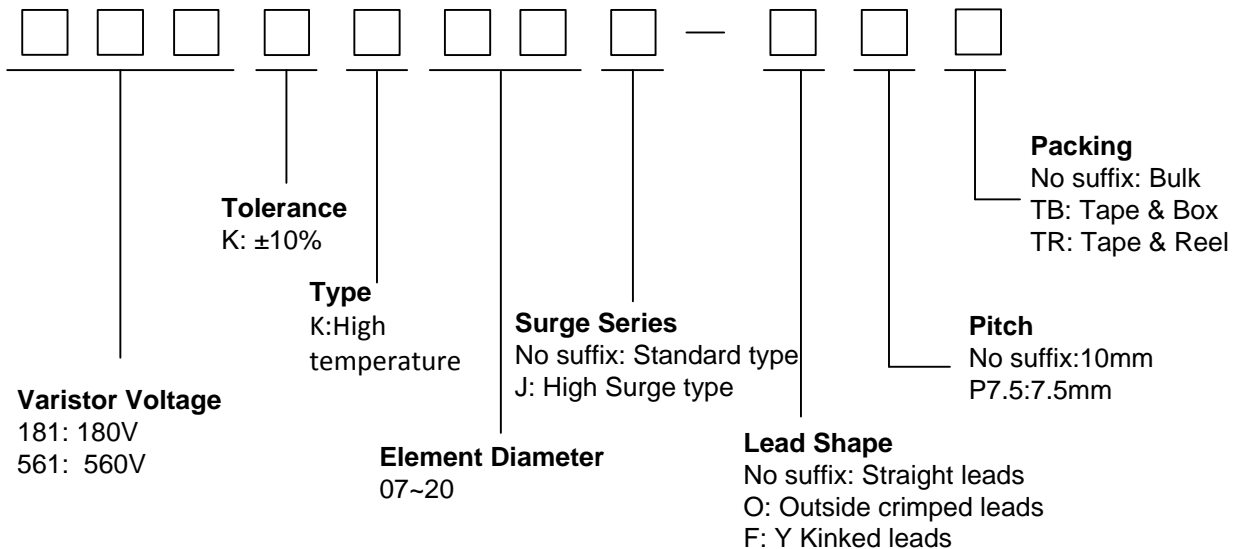 Packing
No suffix: Bulk
TB: Tape & Box
TR: Tape & Reel
Tolerance
K: ±10%
Type
K:High
temperature
Surge Series
No suffix: Standard type
J: High Surge type
Pitch
No suffix:10mm
P7.5:7.5mm
Varistor Voltage
181: 180V
561:  560V
Element Diameter
07~20
Lead Shape
No suffix: Straight leads
O: Outside crimped leads
F: Y Kinked leads